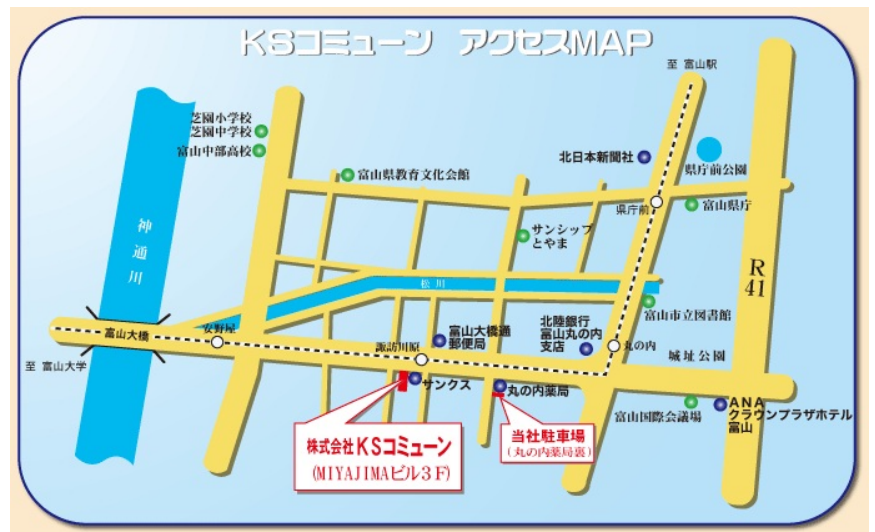 KSコミューン アクセスMAP
至 富山駅
芝園小学校
芝園中学校
富山中部高校
北日本新聞社
県庁前公園
富山県教育文化会館
県庁前
富山県庁
神通川
サンシップ
とやま
R
41
松川
富山市立図書館
富山大橋
安野屋
諏訪川原
富山大橋通
郵便局
北陸銀行
富山丸の内
支店
丸の内
城址公園
至 富山大学
サンクス
丸の内薬局
富山国際会議場
ANA
クラウンプラザホテル
富山
株式会社KSコミューン
(MIYAJIMAビル3F)
当社駐車場
(丸の内薬局裏)